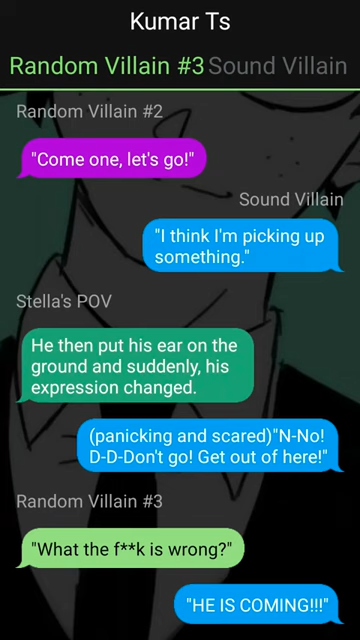 Kumar Ts
Random Villain #3 Sound Villain
Random Villain #2
"Come one, let's go!"
Sound Villain
"I think I'm picking up
something."
Stella's POV
He then put his ear on the
ground and suddenly, his
expression changed.
(panicking and scared)"N-No!
D-D-Don't go! Get out of here!"
Random Villain #3
"What the f**k is wrong?"
"HE IS COMING!!!"